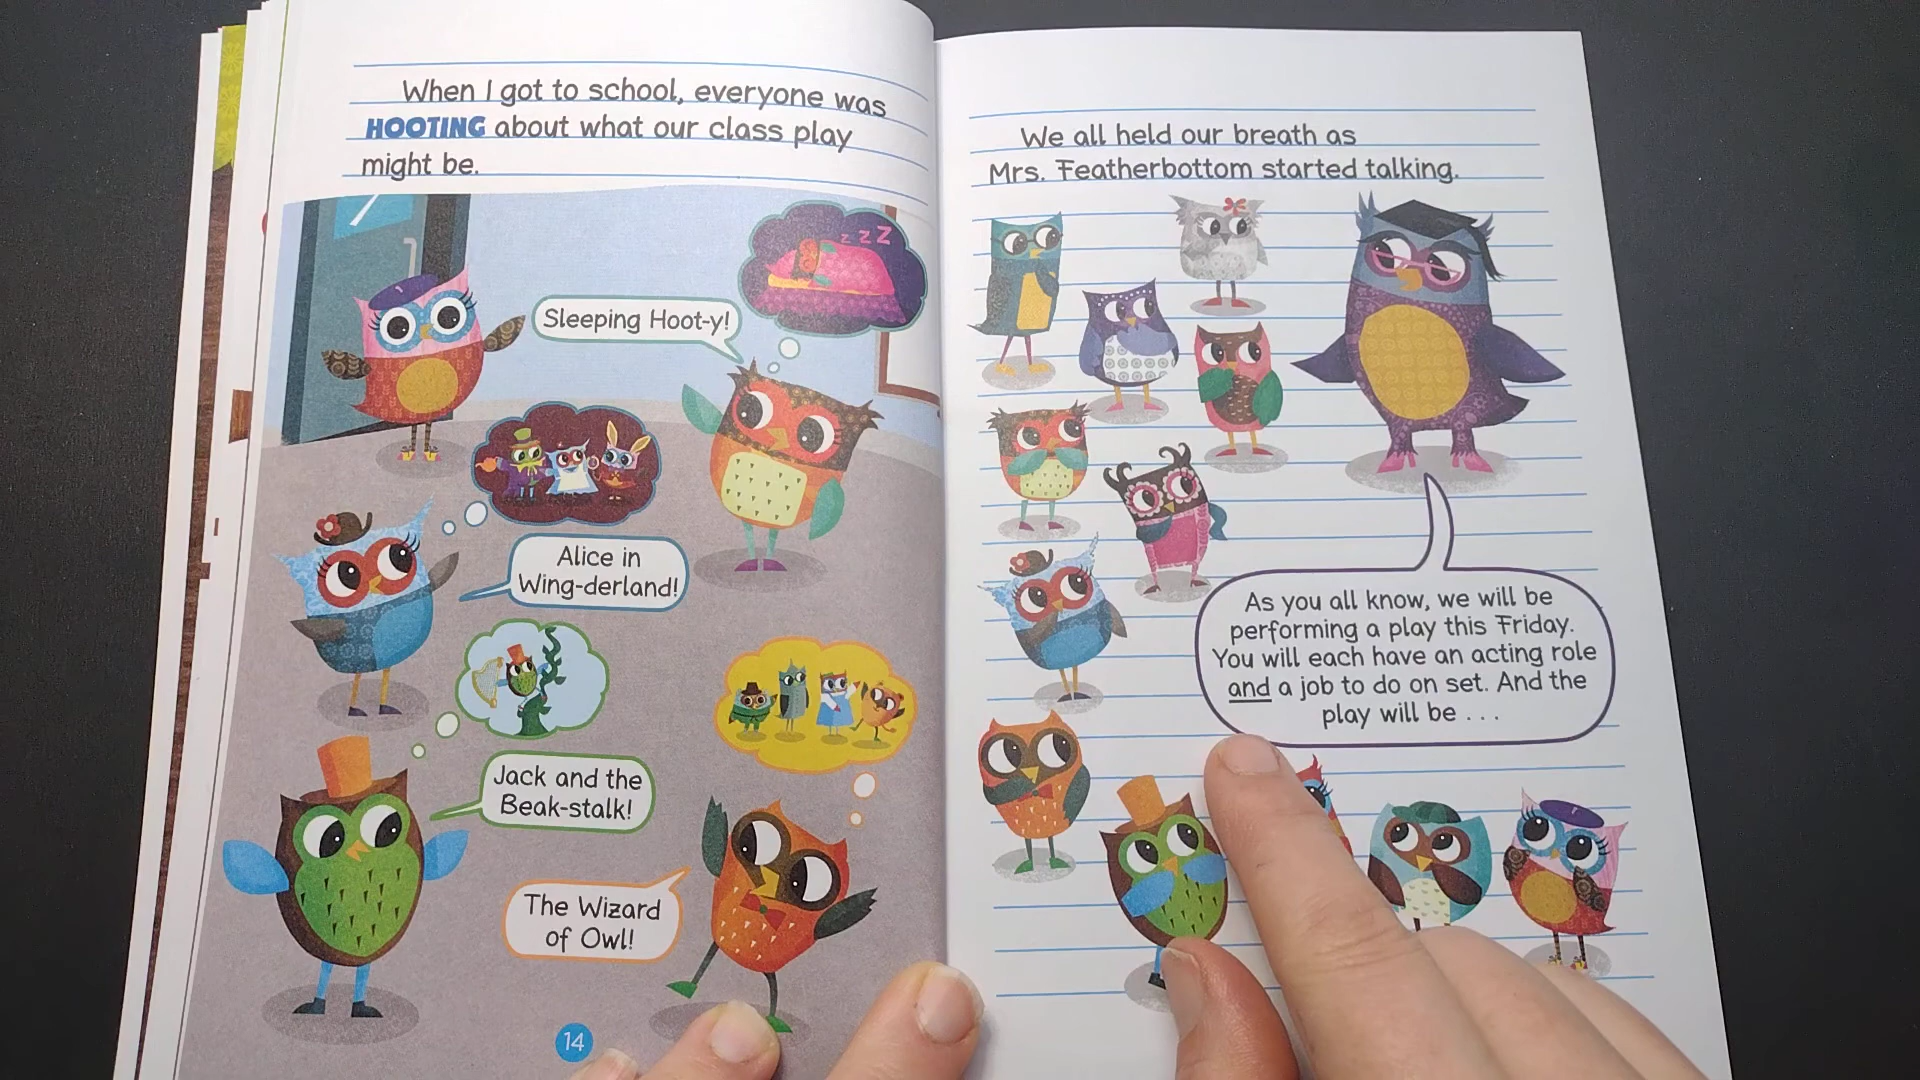 When I got to school, everyone was
HOOTING about what our class play
might be.
z z Z
Sleeping Hoot-y!
Alice in
Wing-derland!
Jack and the
Beak-stalk!
The Wizard
of Owl!
14
We all held our breath as
Mrs. Featherbottom started talking.
As you all know, we will be
performing a play this Friday.
You will each have an acting role
and a job to do on set. And the
play will be . . .